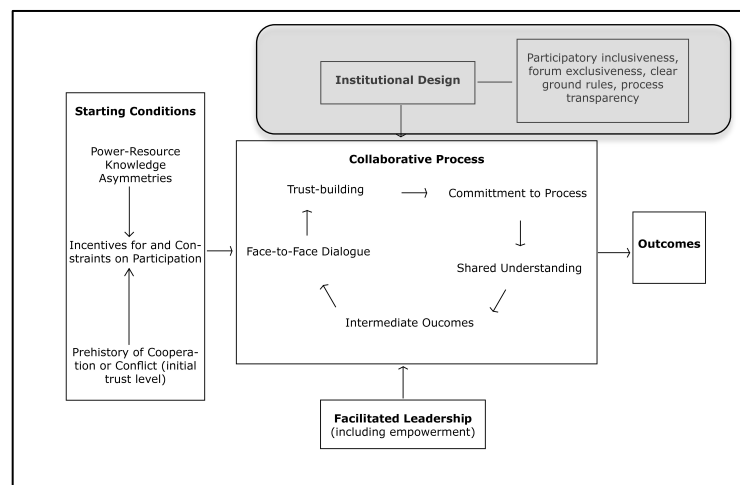 Institutional Design
Participatory inclusiveness,
forum exclusiveness, clear
ground rules, process
transparency
Starting Conditions
Power-Resource
Knowledge
Asymmetries
Incentives for and Con-
straints on Participation
Prehistory of Coopera-
tion or Conflict (initial
trust level)
Collaborative Process
Trust-building
Committment to Process
Face-to-Face Dialogue
Shared Understanding
Intermediate Oucomes
Outcomes
Facilitated Leadership
(including empowerment)